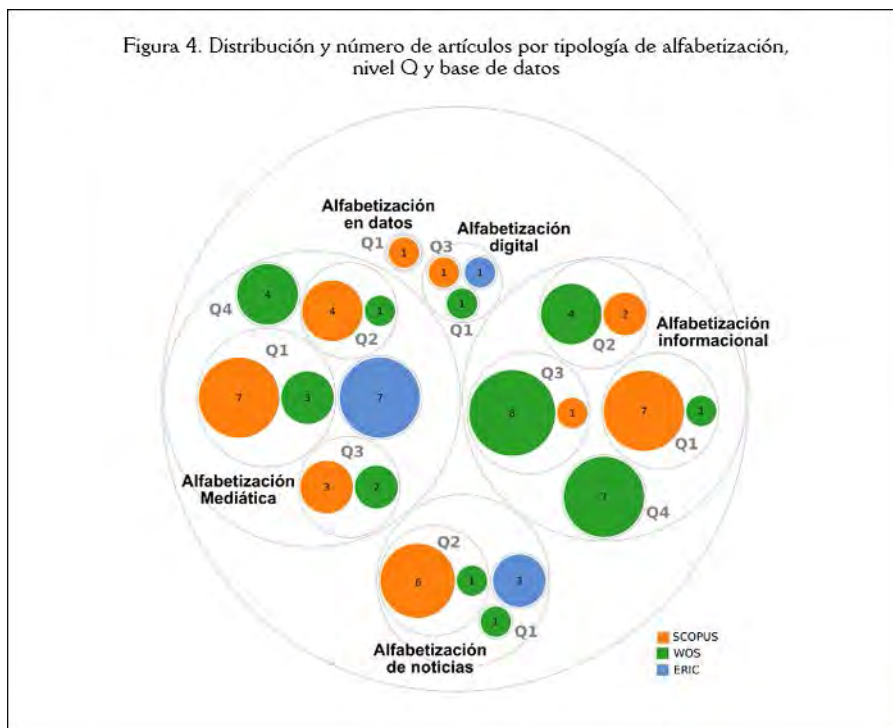 Figura 4. Distribución y número de artículos por tipología de alfabetización,
nivel Q y base de datos
Alfabetización
en datos
Q1
1
Alfabetización
digital
Q3
1
1
1
Q1
Q4
4
4
1
Q2
Q1
7
3
7
Q3
Alfabetización
Mediática
3
2
4
2
Q2
Alfabetización
informacional
Q3
8
1
7
1
Q1
7
Q4
Q2
6
1
3
1
Q1
Alfabetización
de noticias
SCOPUS
WOS
ERIC